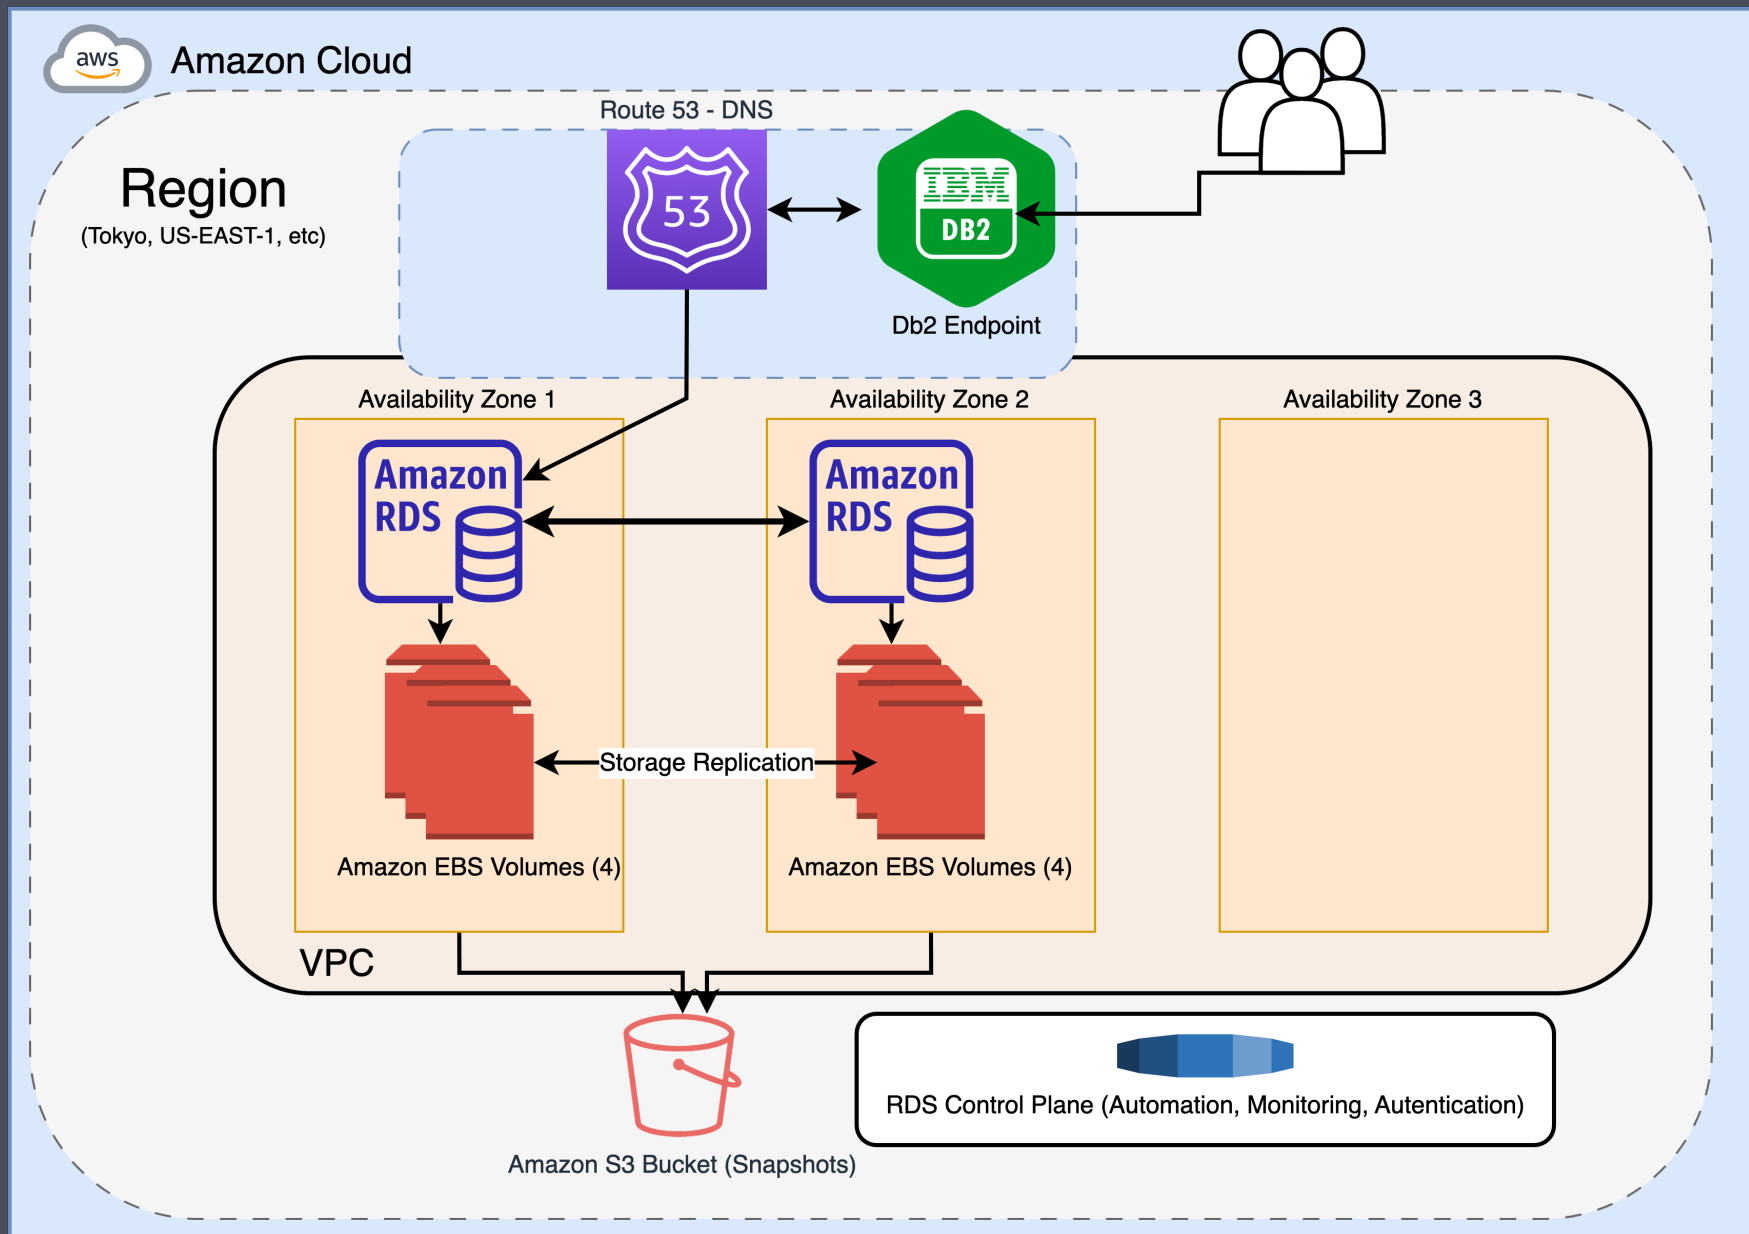 aws
Amazon Cloud
Route 53 - DNS
Region
(Tokyo, US-EAST-1, etc)
53
IBM
DB2
Db2 Endpoint
Availability Zone 1
Availability Zone 2
Availability Zone 3
Amazon
RDS
Amazon
RDS
Storage Replication
Amazon EBS Volumes (4)
Amazon EBS Volumes (4)
VPC
RDS Control Plane (Automation, Monitoring, Autentication)
Amazon S3 Bucket (Snapshots)